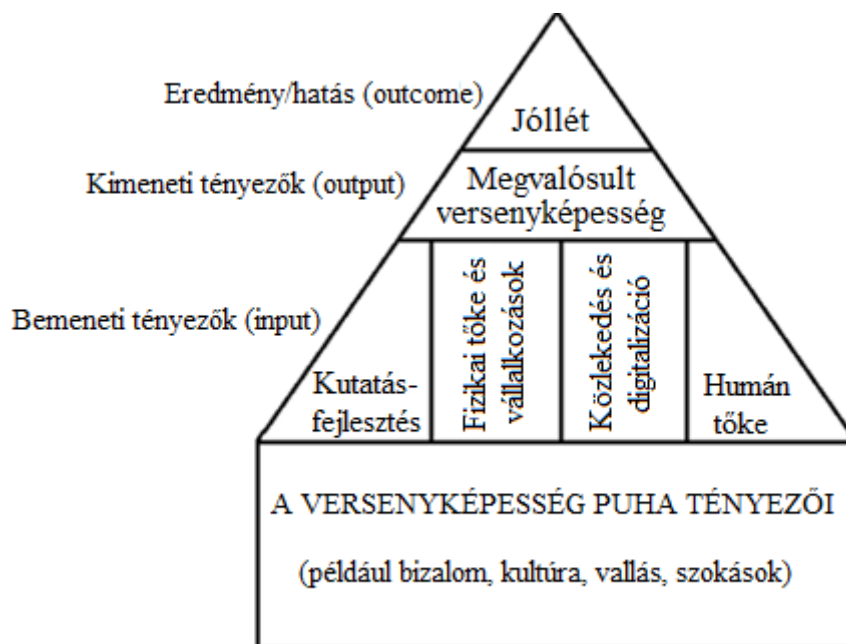 Eredmény/hatás (outcome)
Jóllét
Kimeneti tényezők (output)
Megvalósult
versenyképesség
Bemeneti tényezők (input)
Kutatás-
fejlesztés
Fizikai tőke és
vállalkozások
Közlekedés és
digitalizáció
Humán
tőke
A VERSENYKÉPESSÉG PUHA TÉNYEZŐI
(például bizalom, kultúra, vallás, szokások)